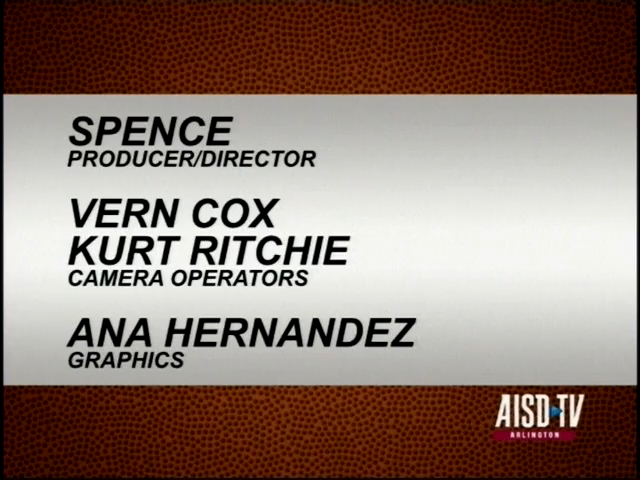 SPENCE
PRODUCER/DIRECTOR
VERN COX
KURT RITCHIE
CAMERA OPERATORS
ANA HERNANDEZ
GRAPHICS
AISD TV
ARLINGTON